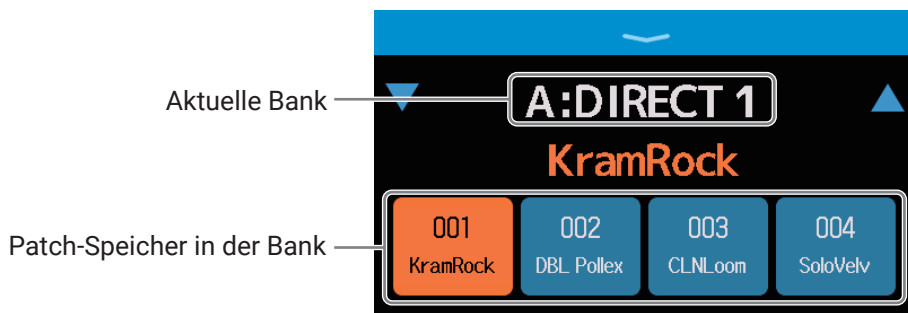 Aktuelle Bank
A:DIRECT 1
KramRock
Patch-Speicher in der Bank
001 002 003 004
KramRock DBL Pollex CLNLoom SoloVelv